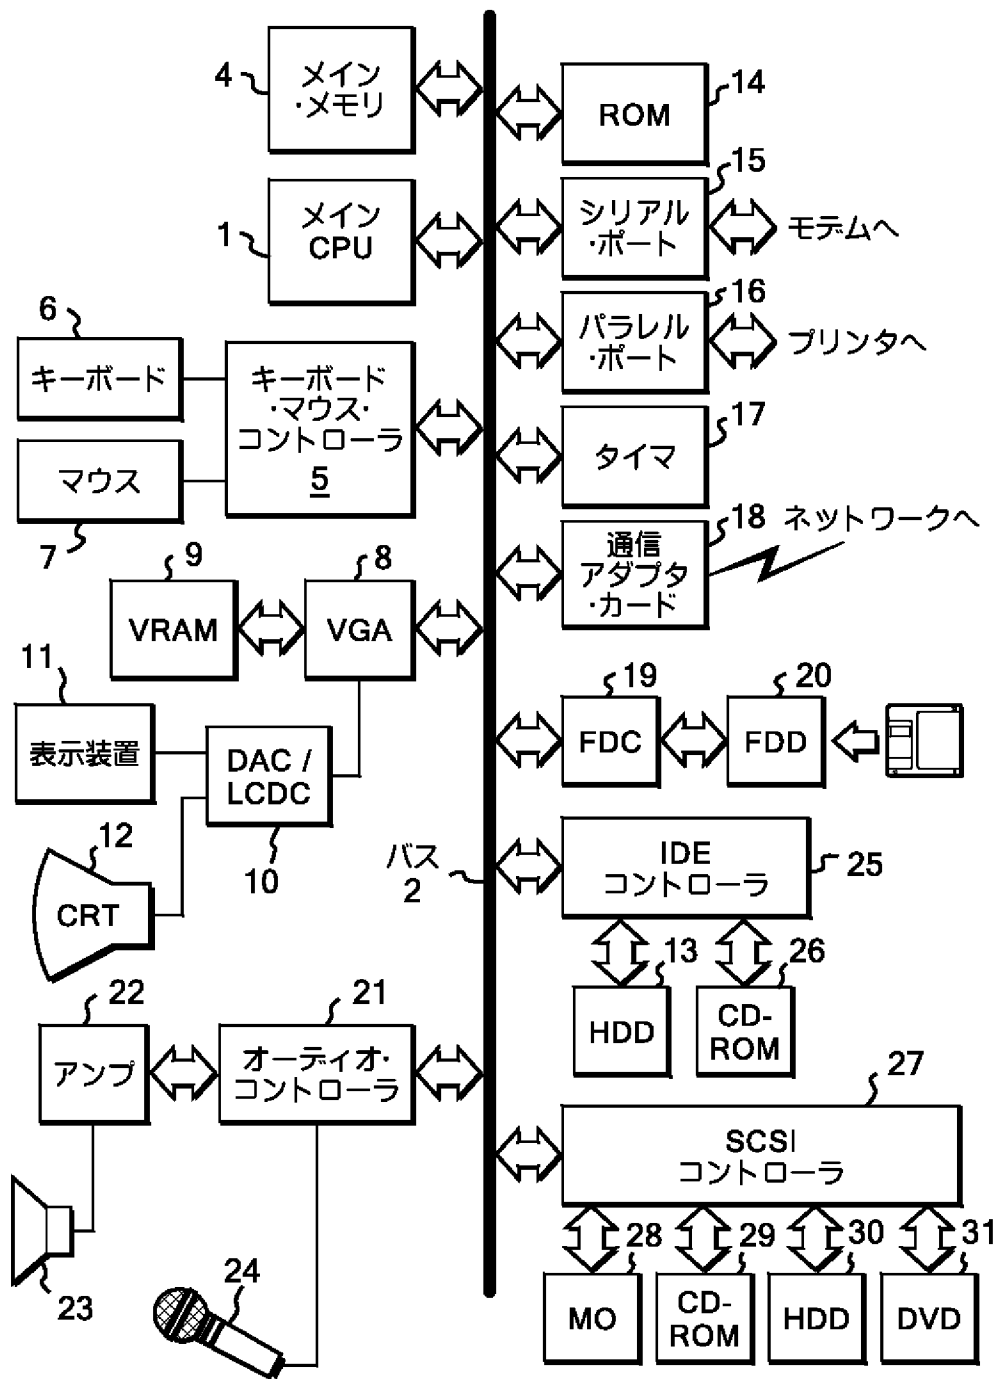 4
メイン
・メモリ
ROM
14
1
メイン
CPU
15
シリアル
・ポート
モデムへ
16
パラレル
・ポート
プリンタへ
6
キーボード
マウス
7
キーボード
・マウス・
コントローラ
5
17
タイマ
18
通信
アダプタ
・カード
ネットワークへ
9
VRAM
8
VGA
11
表示装置
DAC /
LCDC
10
12
CRT
19
FDC
20
FDD
バス
2
IDE
コントローラ
25
13
HDD
26
CD-
ROM
22
アンプ
21
オーディオ・
コントローラ
23
24
27
SCSI
コントローラ
28
MO
29
CD-
ROM
30
HDD
31
DVD